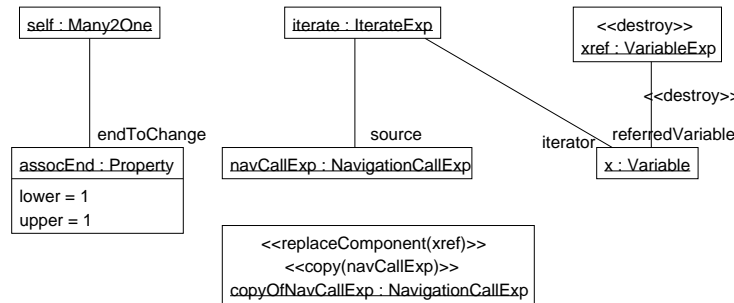 self : Many2One
iterate : IterateExp
<<destroy>>
xref : VariableExp
<<destroy>>
endToChange
source
iterator
referredVariable
assocEnd : Property
lower = 1
upper = 1
navCallExp : NavigationCallExp
x : Variable
<<replaceComponent(xref)>>
<<copy(navCallExp)>>
copyOfNavCallExp : NavigationCallExp